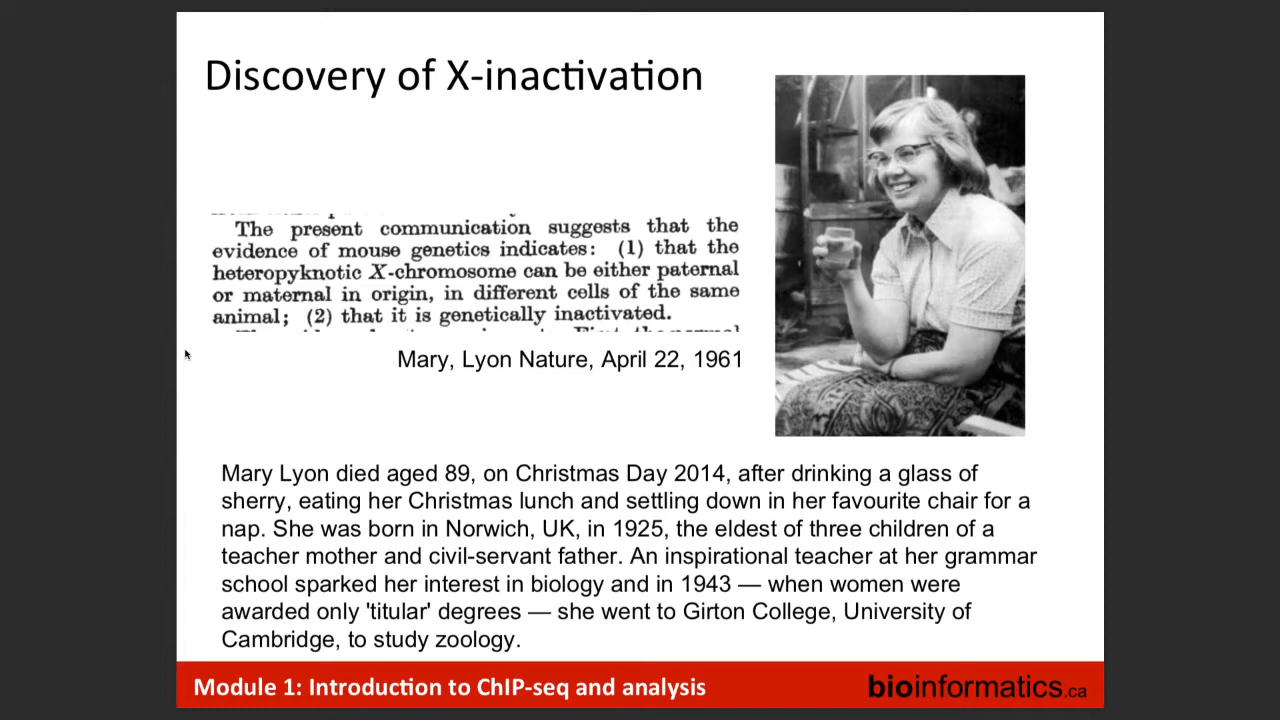 Discovery of X-inactivation
The present communication suggests that the
evidence of mouse genetics indicates: (1) that the
heteropyknotic X-chromosome can be either paternal
or maternal in origin, in different cells of the same
animal; (2) that it is genetically inactivated.
Mary, Lyon Nature, April 22, 1961
Mary Lyon died aged 89, on Christmas Day 2014, after drinking a glass of
sherry, eating her Christmas lunch and settling down in her favourite chair for a
nap. She was born in Norwich, UK, in 1925, the eldest of three children of a
teacher mother and civil-servant father. An inspirational teacher at her grammar
school sparked her interest in biology and in 1943 — when women were
awarded only 'titular' degrees — she went to Girton College, University of
Cambridge, to study zoology.
Module 1: Introduction to ChIP-seq and analysis
bioinformatics.ca